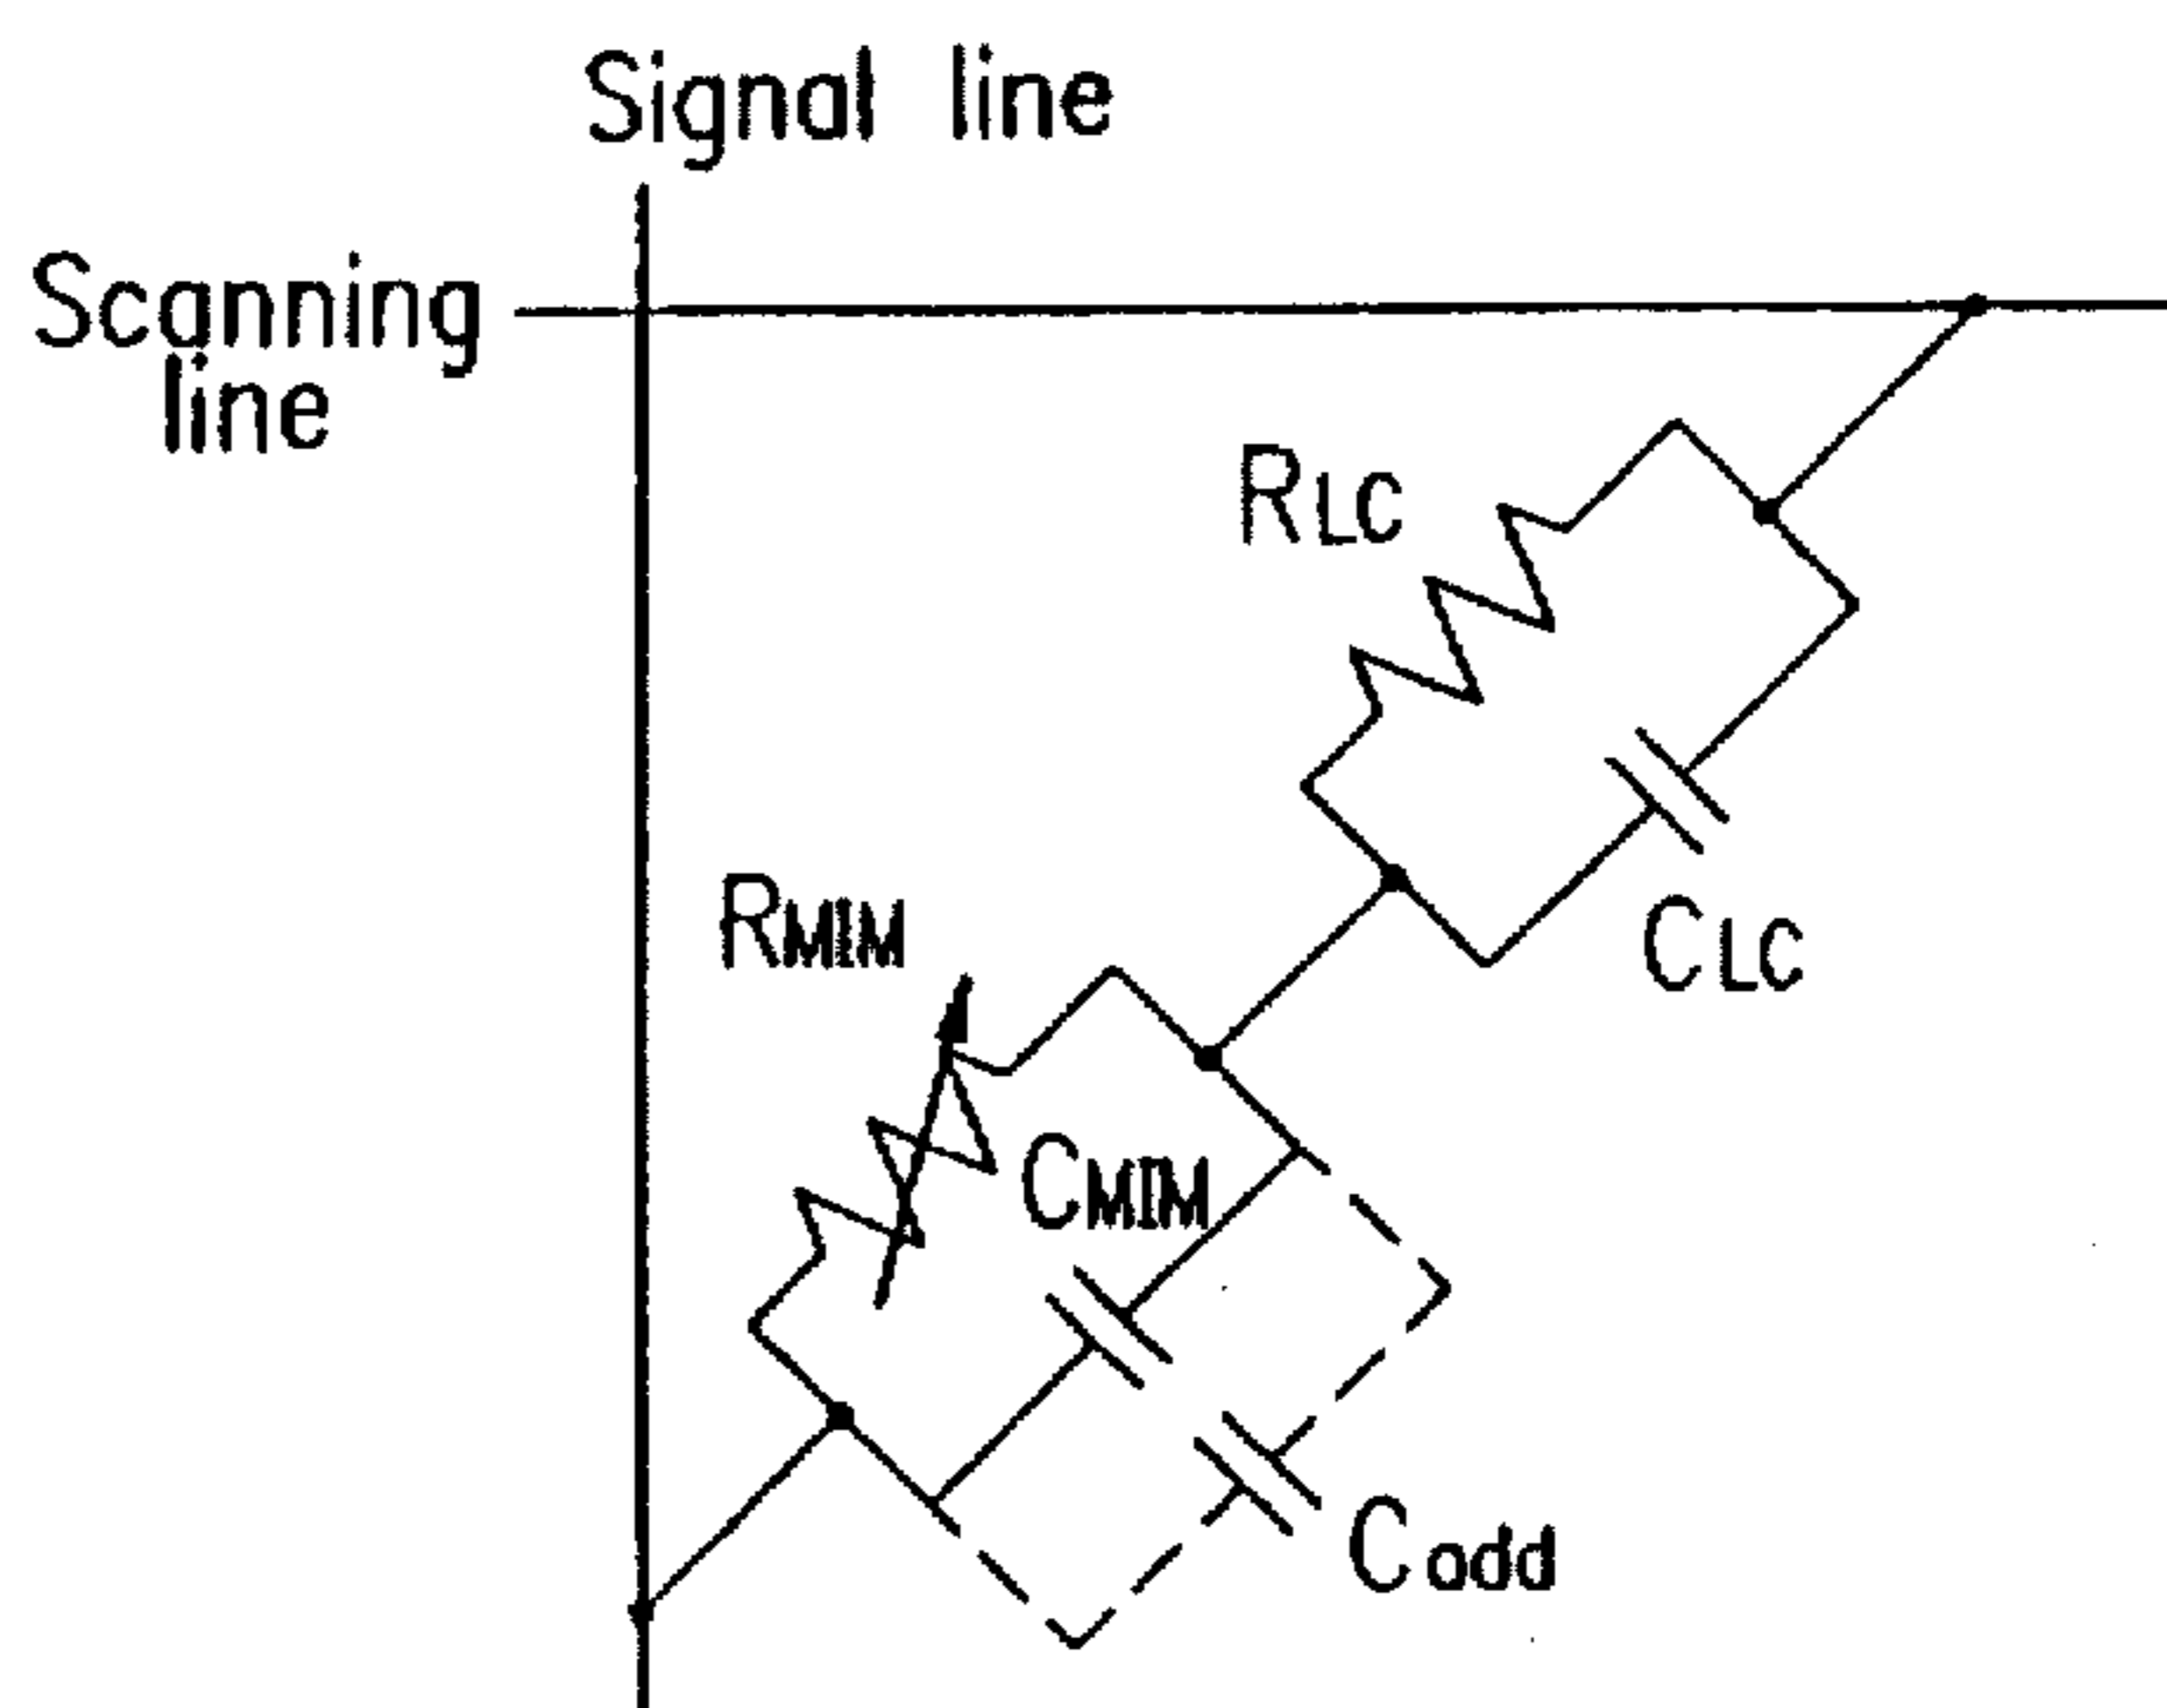 Signal line
Scanning
line
RLC
CLC
RMIM
CMIM
Cadd